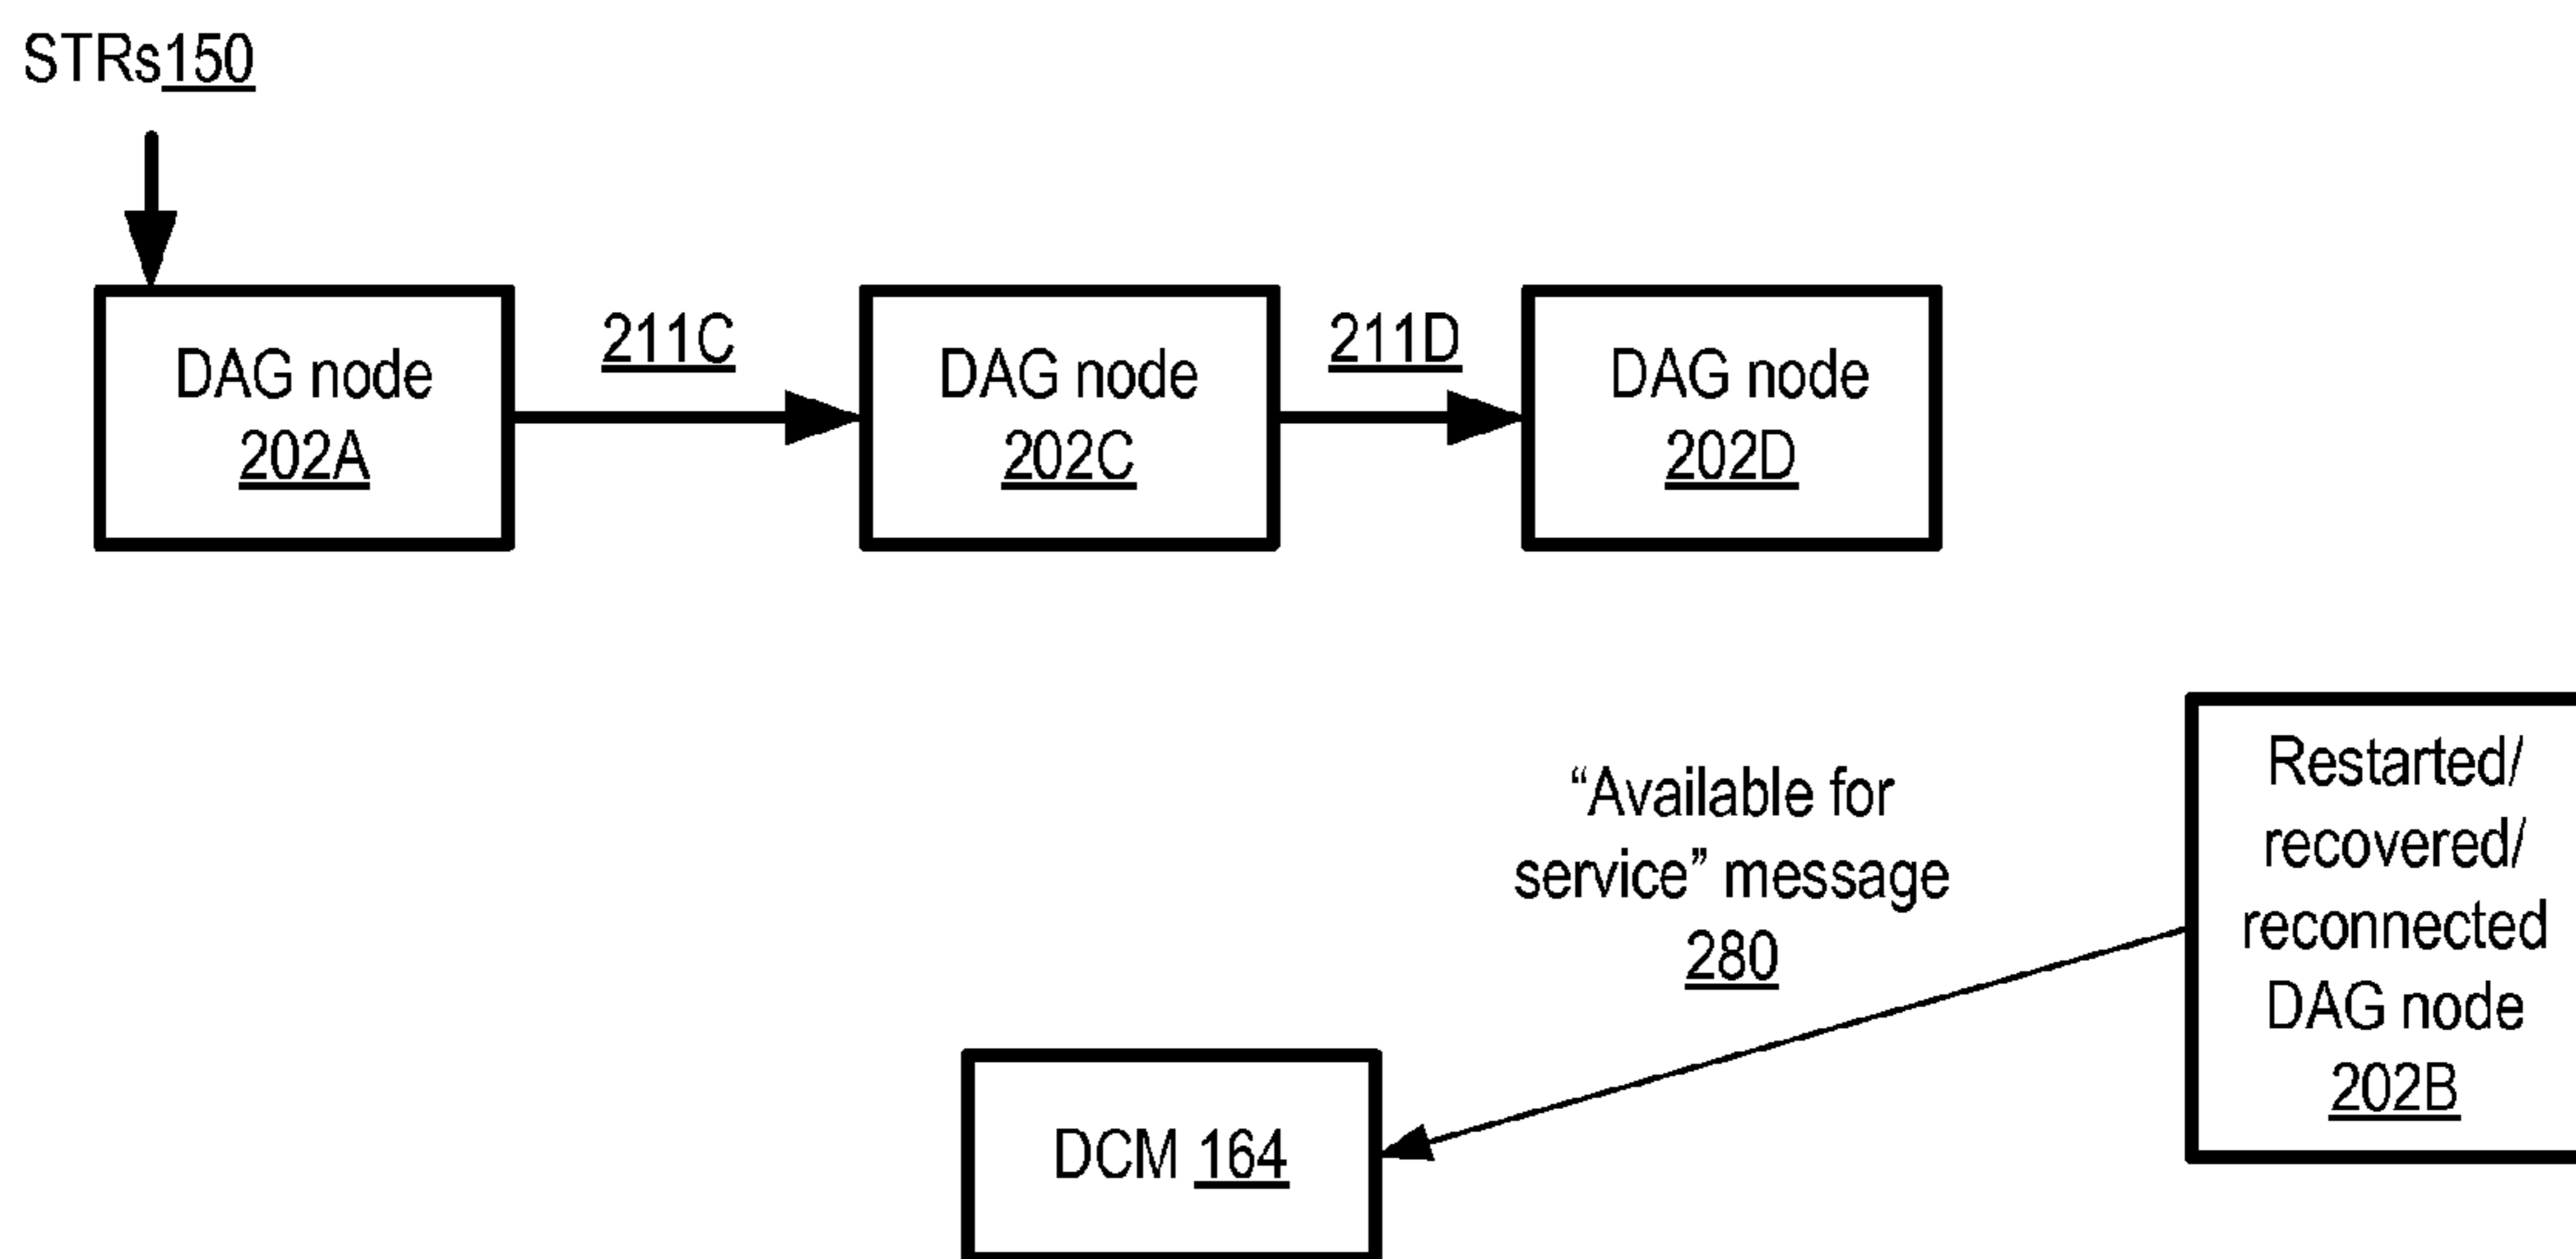 STRs150
211C
211D
DAG node
202A
DAG node
202C
DAG node
202D
“Available for
service” message
280
Restarted/
recovered/
reconnected
DAG node
202B
DCM 164